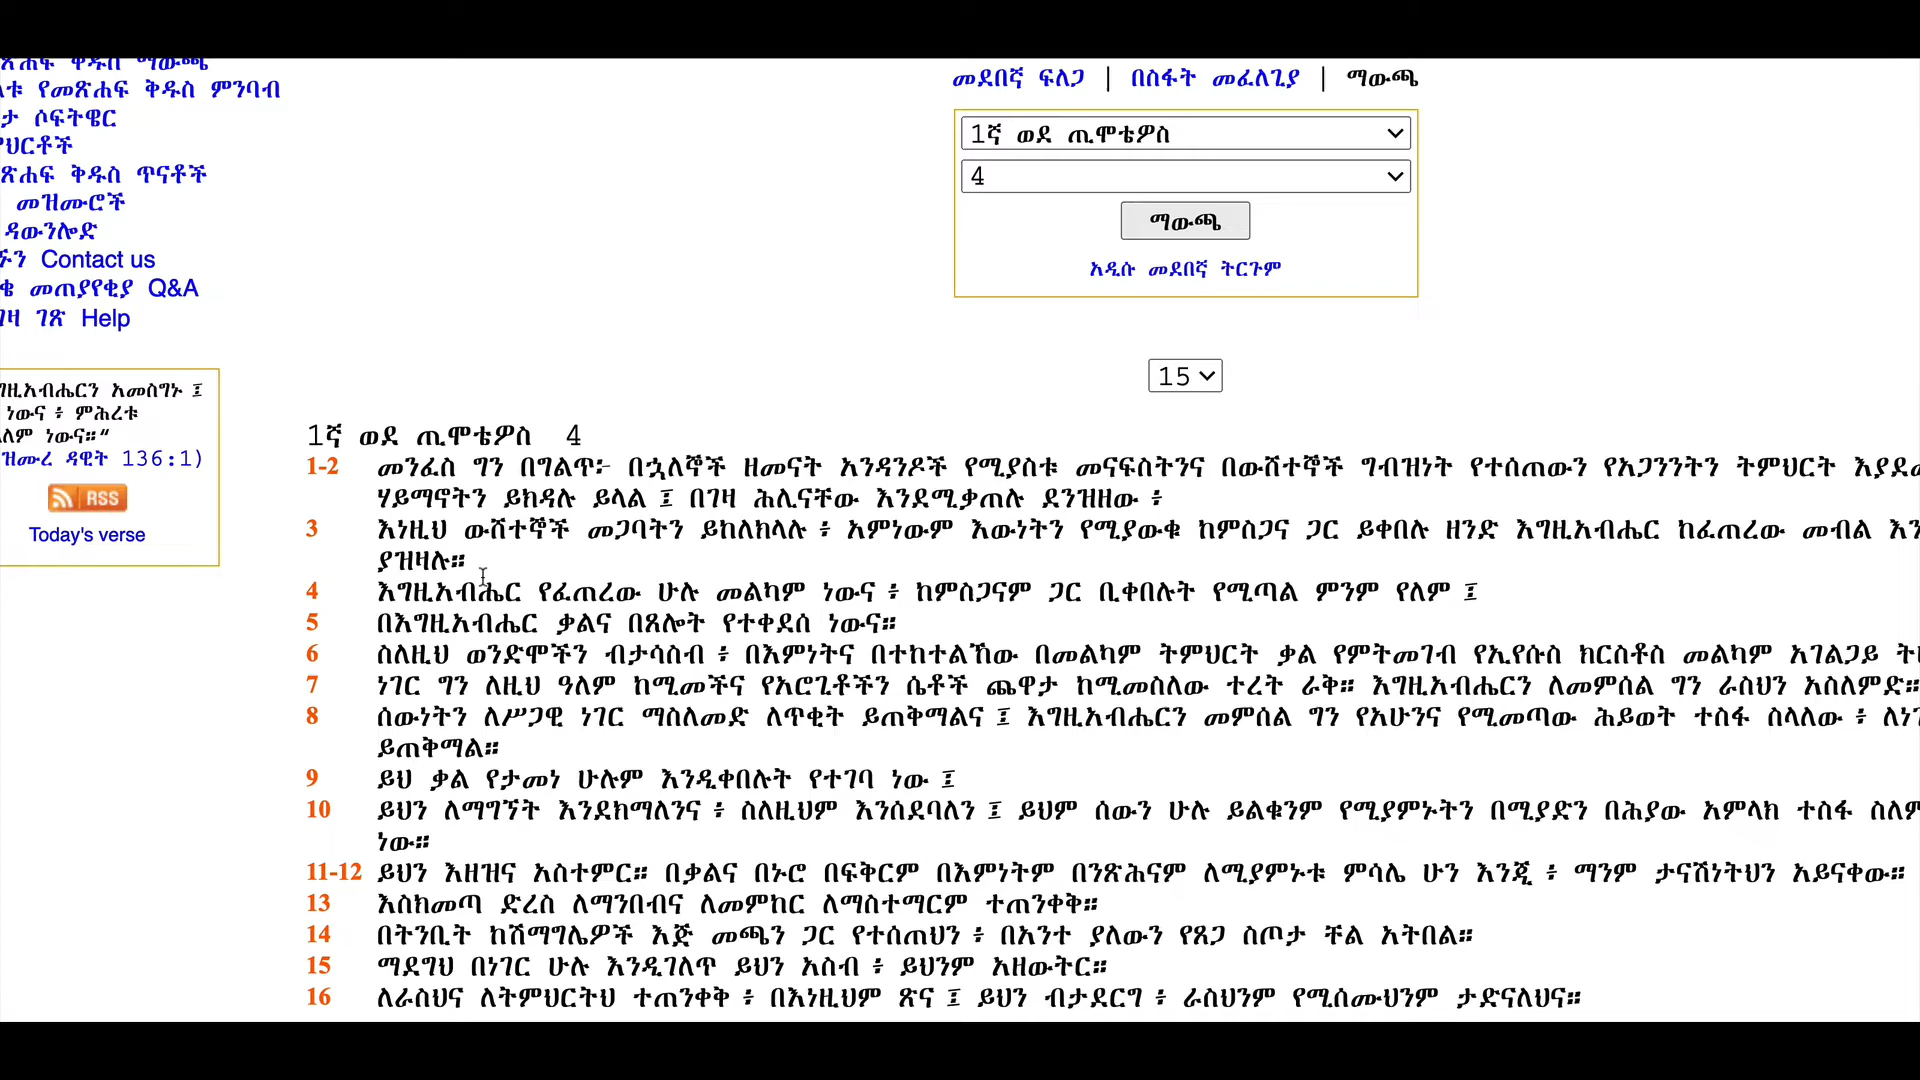 መጽሐፍ ቅዱስ ማውጫ
የመጽሐፍ ቅዱስ ምንባብ
ሶፍትዌር
ቅዱስ ጥናቶች
መዝሙሮች
ዳውንሎድ
Contact us
መጠያየቂያ Q&A
ገጽ Help
እግዚአብሔርን አመስግኑ ፤
ነውና ፥ ምሕረቱ
ነውና።“
ዳዊት 136:1)
RSS
Today's verse
መደበኛ ፍለጋ | በስፋት መፈለጊያ | ማውጫ
1ኛ ወደ ጢሞቴዎስ
4
ማውጫ
አዲሱ መደበኛ ትርጉም
15
1ኛ ወደ ጢሞቴዎስ 4
1-2 መንፈስ ግን በግልጥ፦ በኋለኞች ዘመናት አንዳንዶች የሚያስቱ መናፍስትንና በውሸተኞች ግብዝነት የተሰጠውን የአጋንንትን ትምህርት
ሃይማኖትን ይክዳሉ ይላል ፤ በገዛ ሕሊናቸው እንደሚቃጠሉ ደንዝዘው ፥
3 እነዚህ ውሸተኞች መጋባትን ይከለክላሉ ፥ አምነውም እውነትን የሚያውቁ ከምስጋና ጋር ይቀበሉ ዘንድ እግዚአብሔር ከፈጠረው መብል
ያዝዛሉ።
4 እግዚአብሔር የፈጠረው ሁሉ መልካም ነውና ፥ ከምስጋናም ጋር ቢቀበሉት የሚጣል ምንም የለም ፤
5 በእግዚአብሔር ቃልና በጸሎት የተቀደሰ ነውና።
6 ስለዚህ ወንድሞችን ብታሳስብ ፥ በእምነትና በተከተልኸው በመልካም ትምህርት ቃል የምትመገብ የኢየሱስ ክርስቶስ መልካም አገልጋይ
7 ነገር ግን ለዚህ ዓለም ከሚመችና የአሮጊቶችን ሴቶች ጨዋታ ከሚመስለው ተረት ራቅ። እግዚአብሔርን ለመምሰል ግን ራስህን አስለምድ።
8 ሰውነትን ለሥጋዊ ነገር ማስለመድ ለጥቂት ይጠቅማልና ፤ እግዚአብሔርን መምሰል ግን የአሁንና የሚመጣው ሕይወት ተስፋ ስላለው ፥
ይጠቅማል።
9 ይህ ቃል የታመነ ሁሉም እንዲቀበሉት የተገባ ነው ፤
10 ይህን ለማግኘት እንደክማለንና ፥ ስለዚህም እንሰደባለን ፤ ይህም ሰውን ሁሉ ይልቁንም የሚያምኑትን በሚያድን በሕያው አምላክ ተስፋ
ነው።
11-12 ይህን እዘዝና አስተምር። በቃልና በኑሮ በፍቅርም በእምነትም በንጽሕናም ለሚያምኑቱ ምሳሌ ሁን እንጂ ፥ ማንም ታናሽነትህን አይናቀው።
13 እስክመጣ ድረስ ለማንበብና ለመምከር ለማስተማርም ተጠንቀቅ።
14 በትንቢት ከሽማግሌዎች እጅ መጫን ጋር የተሰጠህን ፥ በአንተ ያለውን የጸጋ ስጦታ ቸል አትበል።
15 ማደግህ በነገር ሁሉ እንዲገለጥ ይህን አስብ ፥ ይህንም አዘውትር።
16 ለራስህና ለትምህርትህ ተጠንቀቅ ፥ በእነዚህም ጽና ፤ ይህን ብታደርግ ፥ ራስህንም የሚሰሙህንም ታድናለህና።